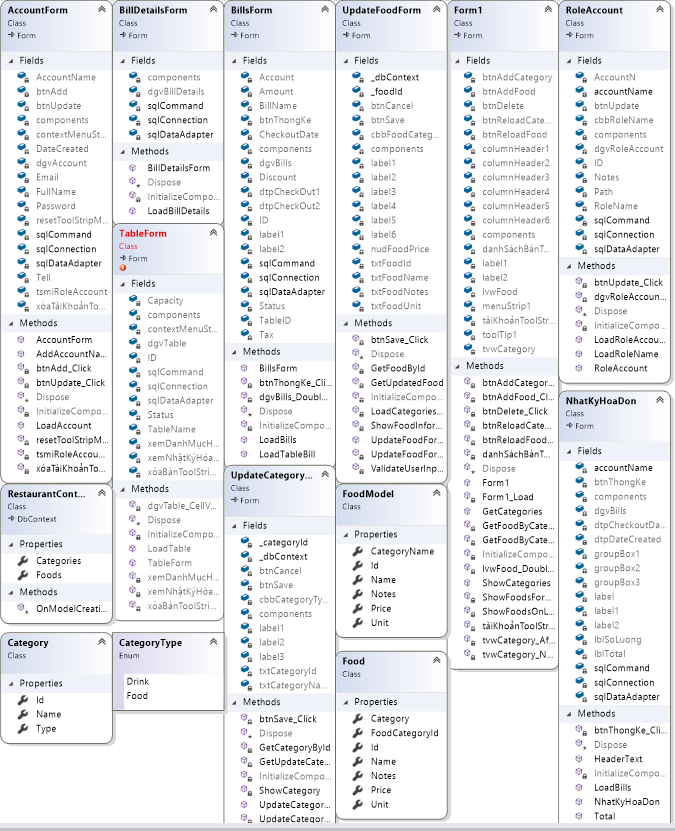 AccountForm
Class
Form
Fields
AccountName
btnAdd
btnUpdate
components
contextMenuSt...
DateCreated
dgvAccount
Email
FullName
Password
resetToolStripM...
sqlCommand
sqlConnection
sqlDataAdapter
Tell
tsmiRoleAccount
xóaTàiKhoảnTo...
Methods
AccountForm
AddAccountNa...
btnAdd_Click
btnUpdate_Click
Dispose
InitializeCompo...
LoadAccount
resetToolStripM...
tsmiRoleAccou...
xóaTàiKhoảnTo...
RestaurantCont...
Class
DbContext
Properties
Categories
Foods
Methods
OnModelCreati...
Category
Class
Properties
Id
Name
Type
BillDetailsForm
Class
Form
Fields
components
dgvBillDetails
sqlCommand
sqlConnection
sqlDataAdapter
Methods
BillDetailsForm
Dispose
InitializeCompo...
LoadBillDetails
TableForm
Class
Form
Fields
Capacity
components
contextMenuSt...
dgvTable
ID
sqlCommand
sqlConnection
sqlDataAdapter
Status
TableName
xemDanhMụcH...
xemNhậtKýHóa...
xóaBànToolStri...
Methods
dgvTable_CellV...
Dispose
InitializeCompo...
LoadTable
TableForm
xemDanhMụcH...
xemNhậtKýHóa...
xóaBànToolStri...
CategoryType
Enum
Drink
Food
BillsForm
Class
Form
Fields
Account
Amount
BillName
btnThongKe
CheckoutDate
components
dgvBills
Discount
dtpCheckOut1
dtpCheckOut2
ID
label1
label2
sqlCommand
sqlConnection
sqlDataAdapter
Status
TableID
Tax
Methods
BillsForm
btnThongKe_Cli...
dgvBills_Doubl...
Dispose
InitializeCompo...
LoadBills
LoadTableBill
UpdateCategory...
Class
Form
Fields
_categoryId
_dbContext
btnCancel
btnSave
cbbCategoryTy...
components
label1
label2
label3
txtCategoryId
txtCategoryNa...
Methods
btnSave_Click
Dispose
GetCategoryById
GetUpdateCate...
InitializeCompo...
ShowCategory
UpdateCategor...
UpdateCategor...
UpdateFoodForm
Class
Form
Fields
_dbContext
_foodId
btnCancel
btnSave
cbbFoodCateg...
components
label1
label2
label3
label4
label5
label6
nudFoodPrice
txtFoodId
txtFoodName
txtFoodNotes
txtFoodUnit
Methods
btnSave_Click
Dispose
GetFoodById
GetUpdatedFood
InitializeCompo...
LoadCategories...
ShowFoodInfor...
UpdateFoodFor...
UpdateFoodFor...
ValidateUserInp...
FoodModel
Class
Properties
CategoryName
Id
Name
Notes
Price
Unit
Food
Class
Properties
Category
FoodCategoryId
Id
Name
Notes
Price
Unit
Form1
Class
Form
Fields
btnAddCategory
btnAddFood
btnDelete
btnReloadCate...
btnReloadFood
columnHeader1
columnHeader2
columnHeader3
columnHeader4
columnHeader5
columnHeader6
components
danhSáchBànT...
label1
label2
lvwFood
menuStrip1
tàiKhoảnToolStr...
toolTip1
tvwCategory
Methods
btnAddCategor...
btnAddFood_Cl...
btnDelete_Click
btnReloadCate...
btnReloadFood...
danhSáchBànT...
Dispose
Form1
Form1_Load
GetCategories
GetFoodByCate...
GetFoodByCate...
InitializeCompo...
lvwFood_Doubl...
ShowCategories
ShowFoodsFor...
ShowFoodsOnL...
tàiKhoảnToolStr...
tvwCategory_Af...
tvwCategory_N...
RoleAccount
Class
Form
Fields
AccountN
accountName
btnUpdate
cbbRoleName
components
dgvRoleAccount
ID
Notes
Path
RoleName
sqlCommand
sqlConnection
sqlDataAdapter
Methods
btnUpdate_Click
dgvRoleAccoun...
Dispose
InitializeCompo...
LoadRoleAccou...
LoadRoleName
RoleAccount
NhatKyHoaDon
Class
Form
Fields
accountName
btnThongKe
components
dgvBills
dtpCheckoutDa...
dtpDateCreated
groupBox1
groupBox2
groupBox3
label
label1
label2
lblSoLuong
lblTotal
sqlCommand
sqlConnection
sqlDataAdapter
Methods
btnThongKe_Cli...
Dispose
HeaderText
InitializeCompo...
LoadBills
NhatKyHoaDon
Total